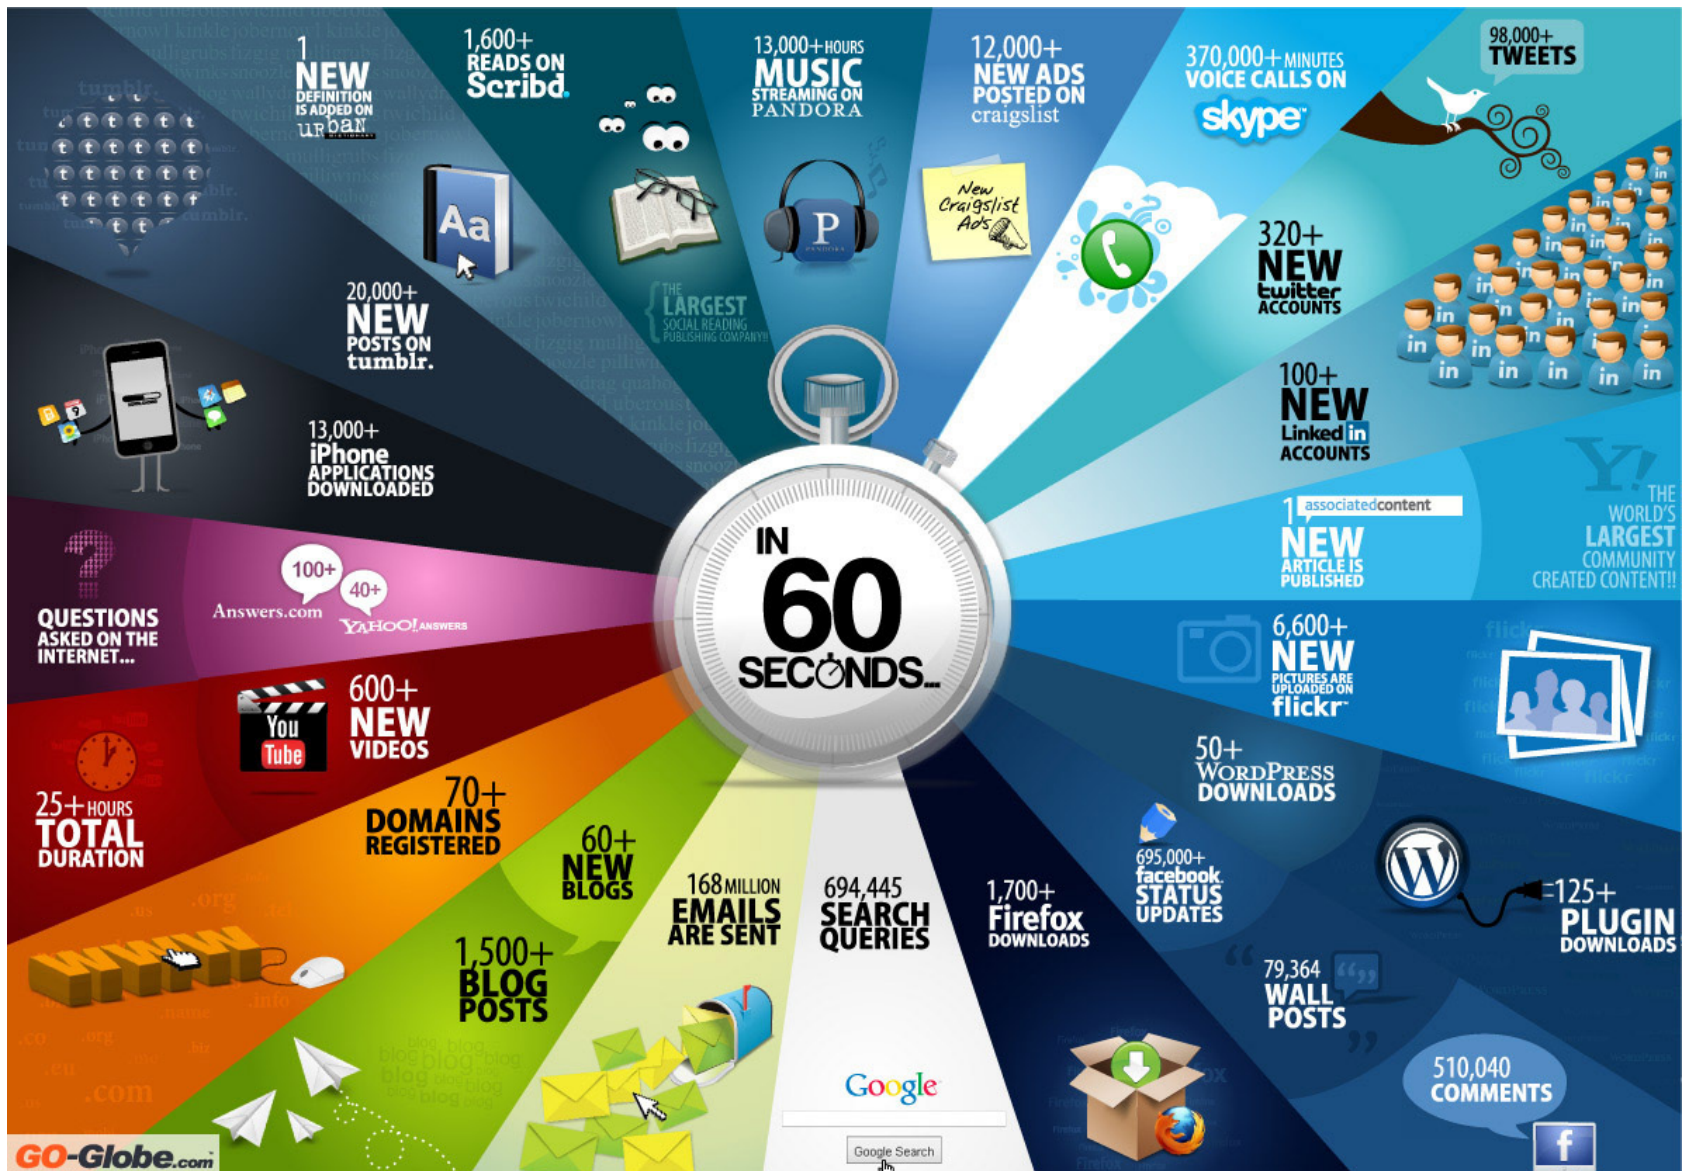 1
NEW
DEFINITION
IS ADDED ON
URBAN
DICTIONARY
1,600+
READS ON
Scribd.
THE
LARGEST
SOCIAL READING
PUBLISHING COMPANY!!
13,000+ HOURS
MUSIC
STREAMING ON
PANDORA
P
PANDORA
12,000+
NEW ADS
POSTED ON
craigslist
New
Craigslist
Ads
370,000+ MINUTES
VOICE CALLS ON
skype
98,000+
TWEETS
320+
NEW
twitter
ACCOUNTS
100+
NEW
Linked in
ACCOUNTS
1
associatedcontent
NEW
ARTICLE IS
PUBLISHED
Y!
THE
WORLD'S
LARGEST
COMMUNITY
CREATED CONTENT!!
6,600+
NEW
PICTURES ARE
UPLOADED ON
flickr
50+
WORDPRESS
DOWNLOADS
W
125+
PLUGIN
DOWNLOADS
695,000+
facebook.
STATUS
UPDATES
79,364
WALL
POSTS
510,040
COMMENTS
f
1,700+
Firefox
DOWNLOADS
694,445
SEARCH
QUERIES
Google
Google Search
168 MILLION
EMAILS
ARE SENT
60+
NEW
BLOGS
1,500+
BLOG
POSTS
70+
DOMAINS
REGISTERED
WWW
.org
.com
600+
NEW
VIDEOS
You
Tube
25+ HOURS
TOTAL
DURATION
?
QUESTIONS
ASKED ON THE
INTERNET...
100+
Answers.com
40+
YAHOO! ANSWERS
13,000+
iPhone
APPLICATIONS
DOWNLOADED
20,000+
NEW
POSTS ON
tumblr.
Aa
IN
60
SECONDS...
GO-Globe.com